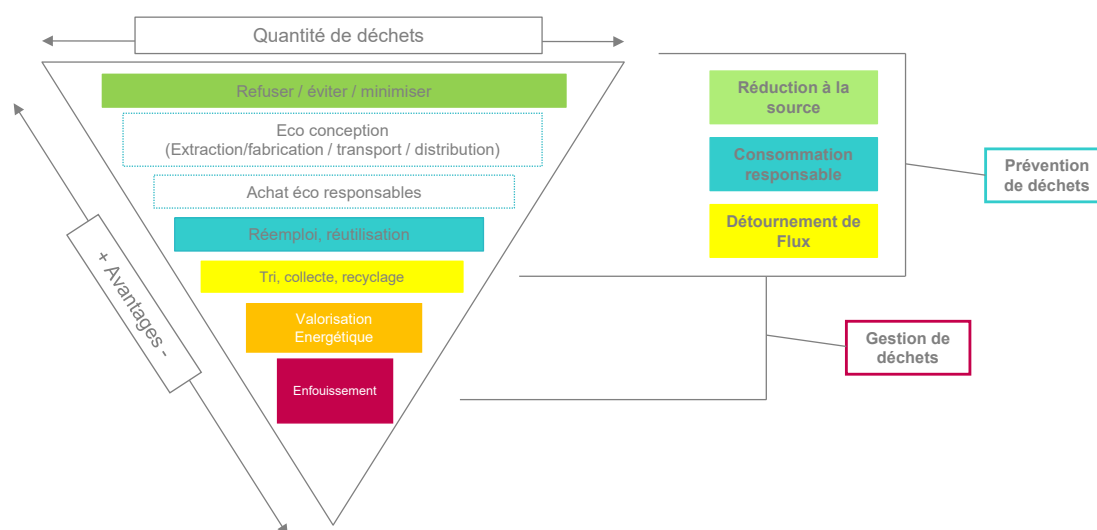 Quantité de déchets
Refuser / éviter / minimiser
Eco conception
(Extraction/fabrication / transport / distribution)
Achat éco responsables
Réemploi, réutilisation
Tri, collecte, recyclage
Valorisation
Energétique
Enfouissement
+ Avantages -
Réduction à la
source
Consommation
responsable
Détournement de
Flux
Prévention
de déchets
Gestion de
déchets